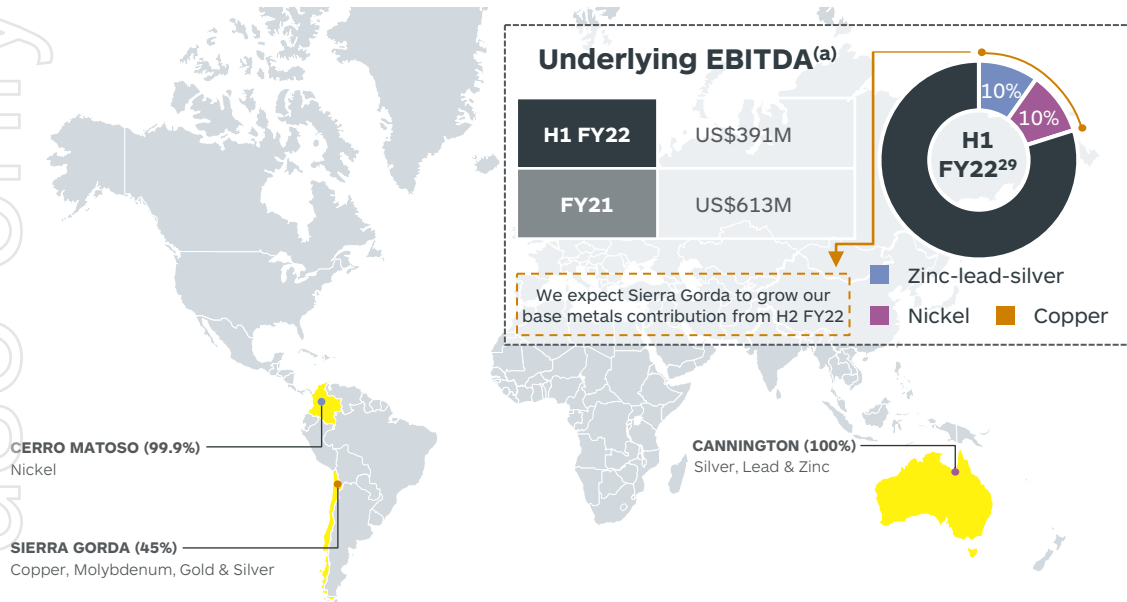 Underlying EBITDA(a)
H1 FY22 US$391M
FY21 US$613M
10%
10%
H1
FY22²⁹
We expect Sierra Gorda to grow our
base metals contribution from H2 FY22
Zinc-lead-silver
Nickel Copper
CERRO MATOSO (99.9%)
Nickel
CANNINGTON (100%)
Silver, Lead & Zinc
SIERRA GORDA (45%)
Copper, Molybdenum, Gold & Silver